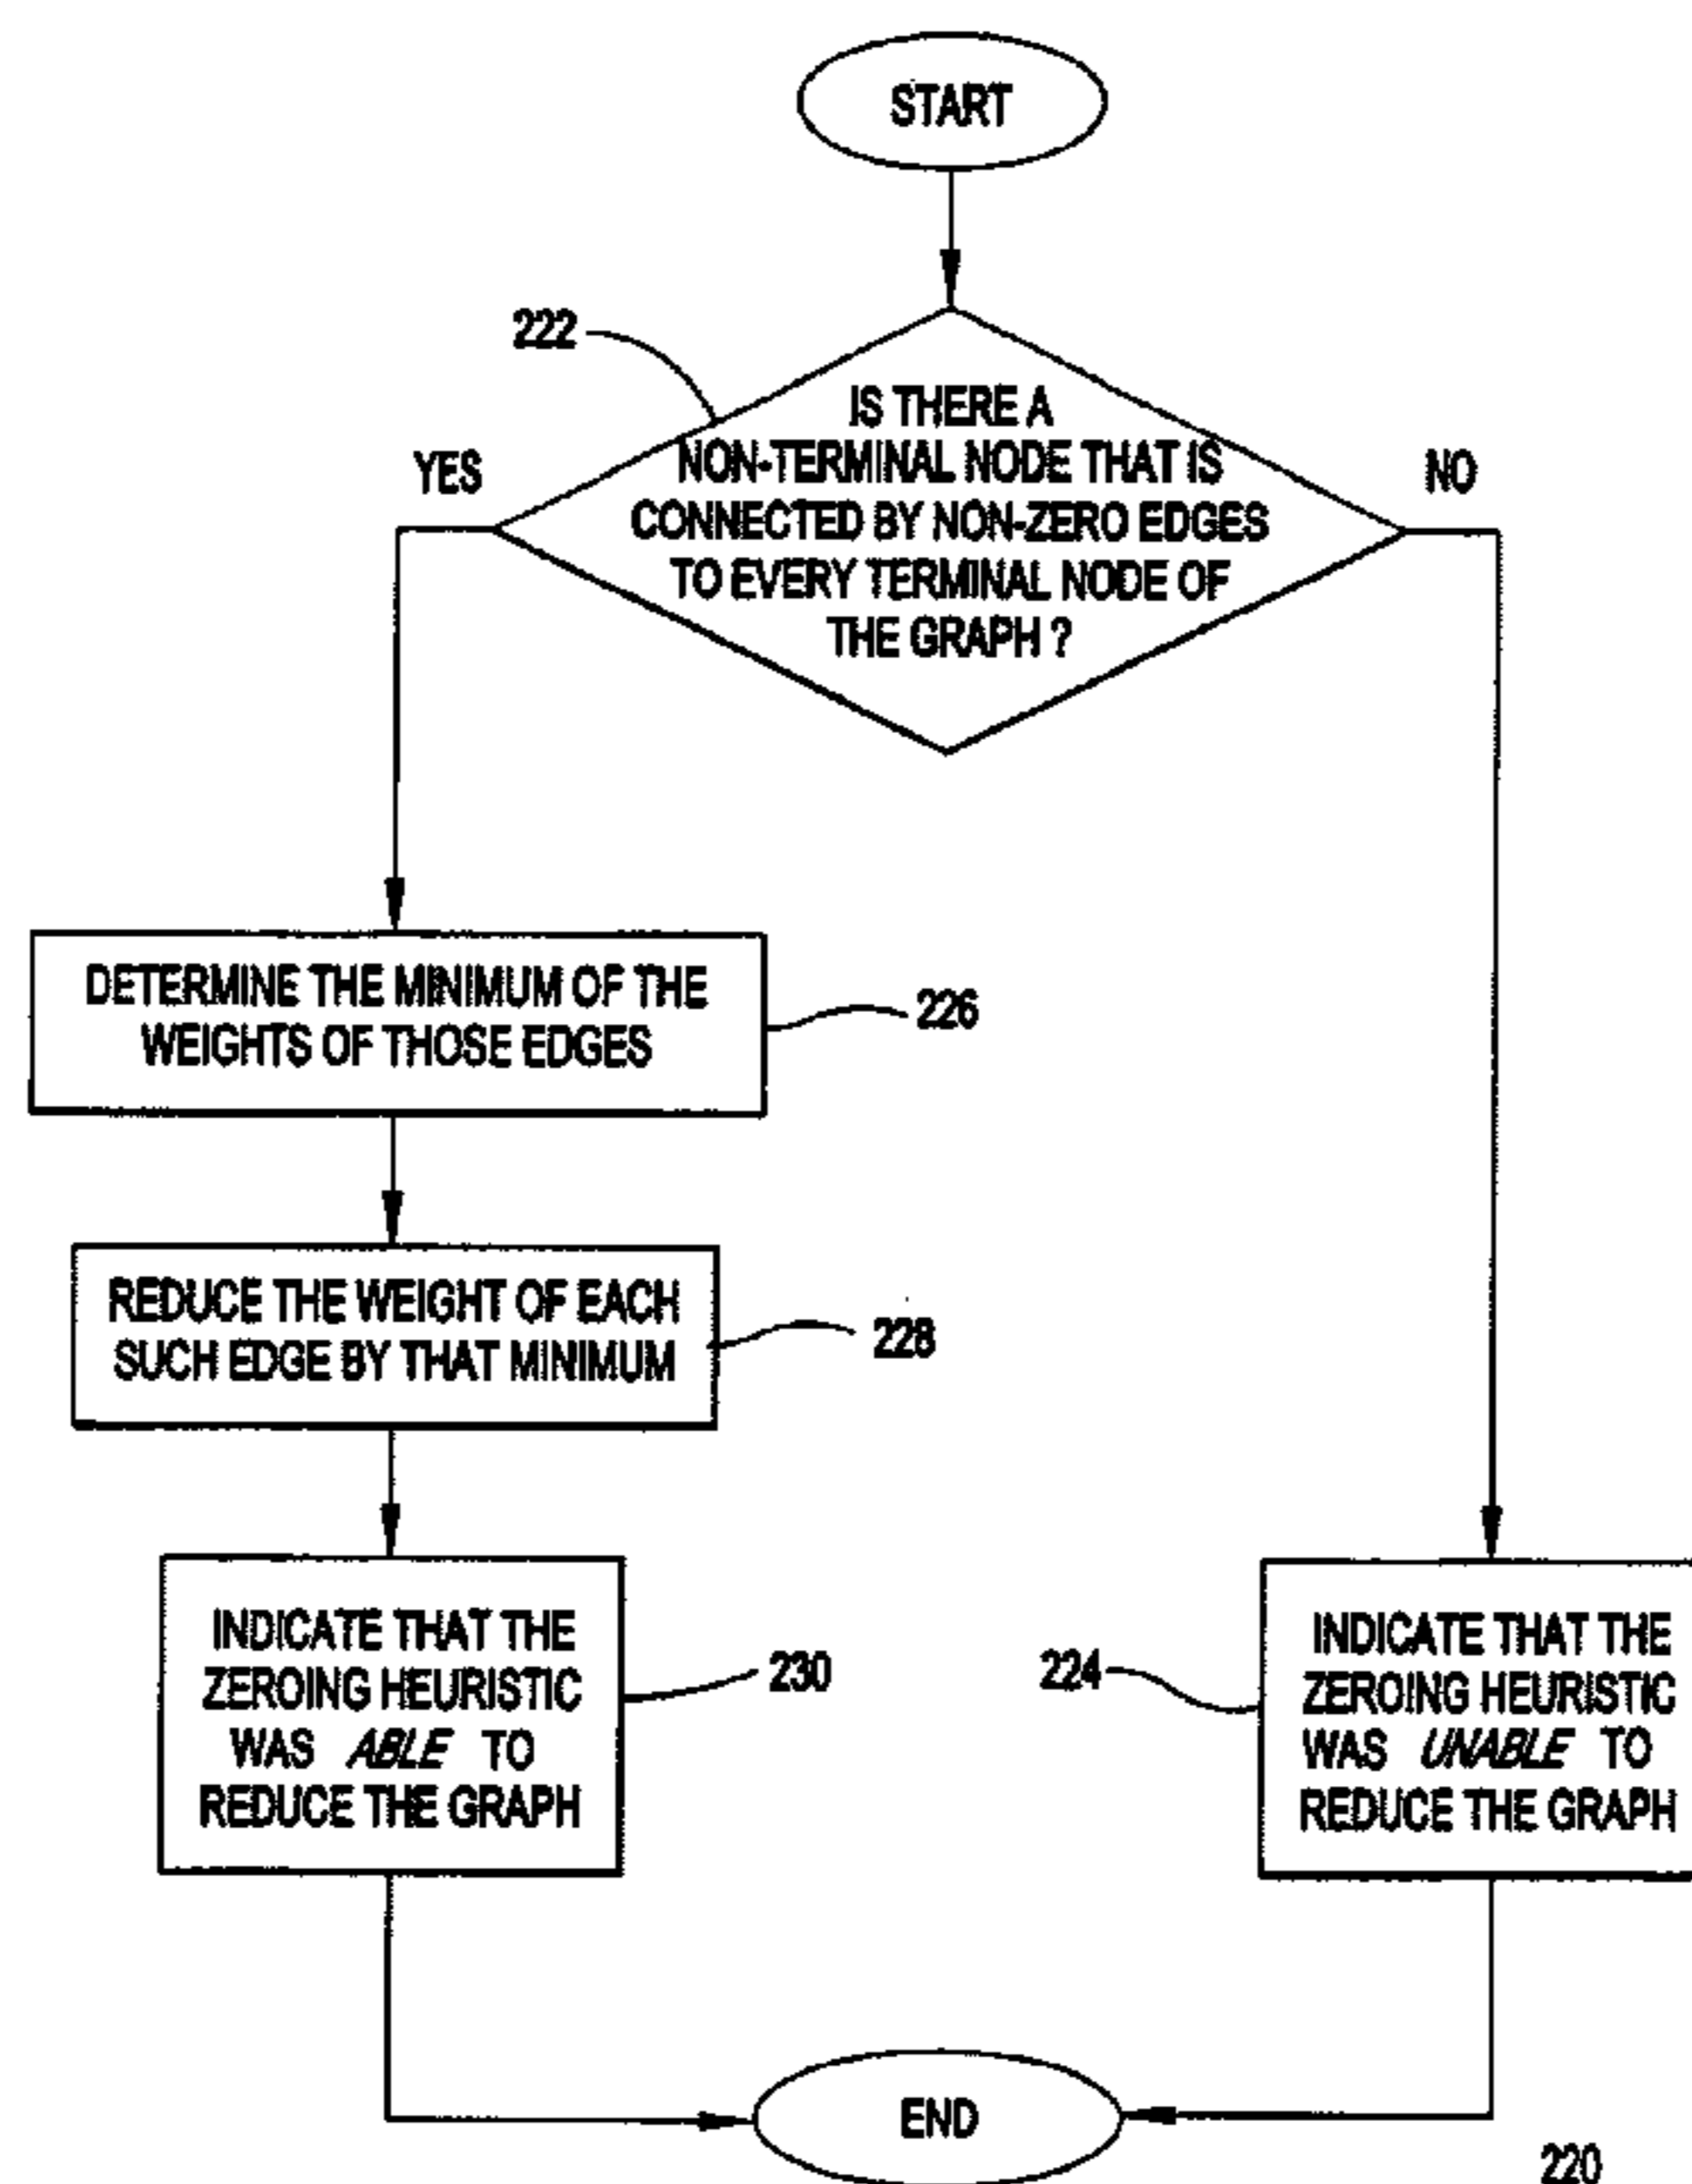 START
222
IS THERE A
NON-TERMINAL NODE THAT IS
CONNECTED BY NON-ZERO EDGES
TO EVERY TERMINAL NODE OF
THE GRAPH ?
YES
NO
DETERMINE THE MINIMUM OF THE
WEIGHTS OF THOSE EDGES
226
REDUCE THE WEIGHT OF EACH
SUCH EDGE BY THAT MINIMUM
228
INDICATE THAT THE
ZEROING HEURISTIC
WAS ABLE TO
REDUCE THE GRAPH
230
224
INDICATE THAT THE
ZEROING HEURISTIC
WAS UNABLE TO
REDUCE THE GRAPH
END
220